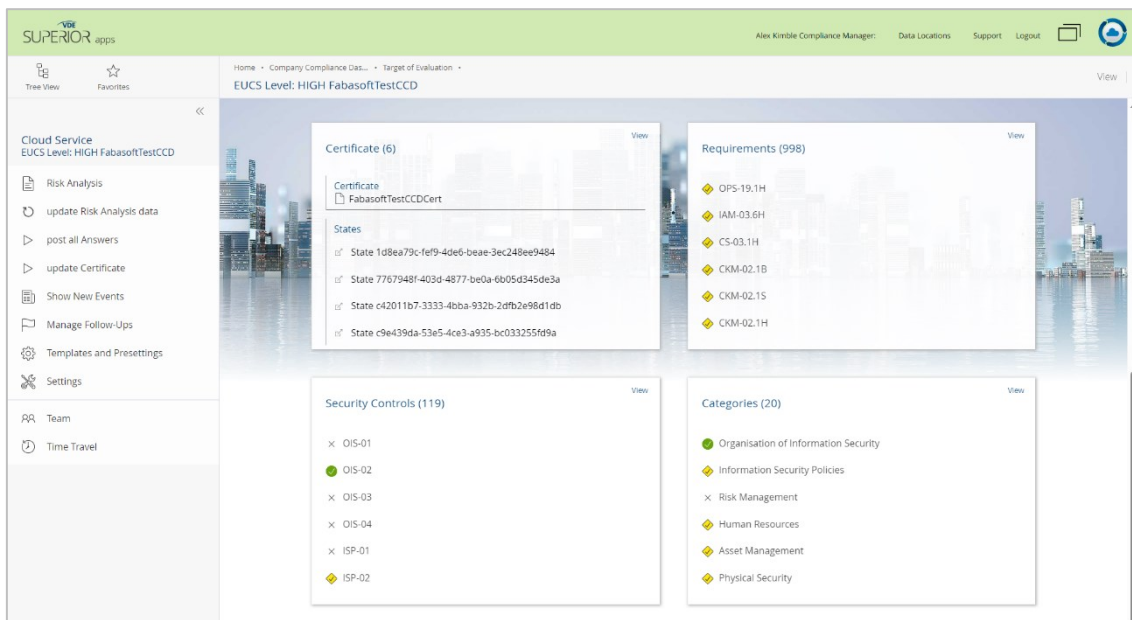 VDE
SUPERIOR apps
Alex Kimble Compliance Manager: Data Locations Support Logout
Tree View Favorites
Home • Company Compliance Das... • Target of Evaluation •
EUCS Level: HIGH FabasoftTestCCD
View
Cloud Service
EUCS Level: HIGH FabasoftTestCCD
Risk Analysis
update Risk Analysis data
post all Answers
update Certificate
Show New Events
Manage Follow-Ups
Templates and Presettings
Settings
Team
Time Travel
View
Certificate (6)
Certificate
FabasoftTestCCDCert
States
State 1d8ea79c-fef9-4de6-beae-3ec248ee9484
State 7767948f-403d-4877-be0a-6b05d345de3a
State c42011b7-3333-4bba-932b-2dfb2e98d1db
State c9e439da-53e5-4ce3-a935-bc033255fd9a
View
Requirements (998)
OPS-19.1H
IAM-03.6H
CS-03.1H
CKM-02.1B
CKM-02.1S
CKM-02.1H
View
Security Controls (119)
OIS-01
OIS-02
OIS-03
OIS-04
ISP-01
ISP-02
View
Categories (20)
Organisation of Information Security
Information Security Policies
Risk Management
Human Resources
Asset Management
Physical Security